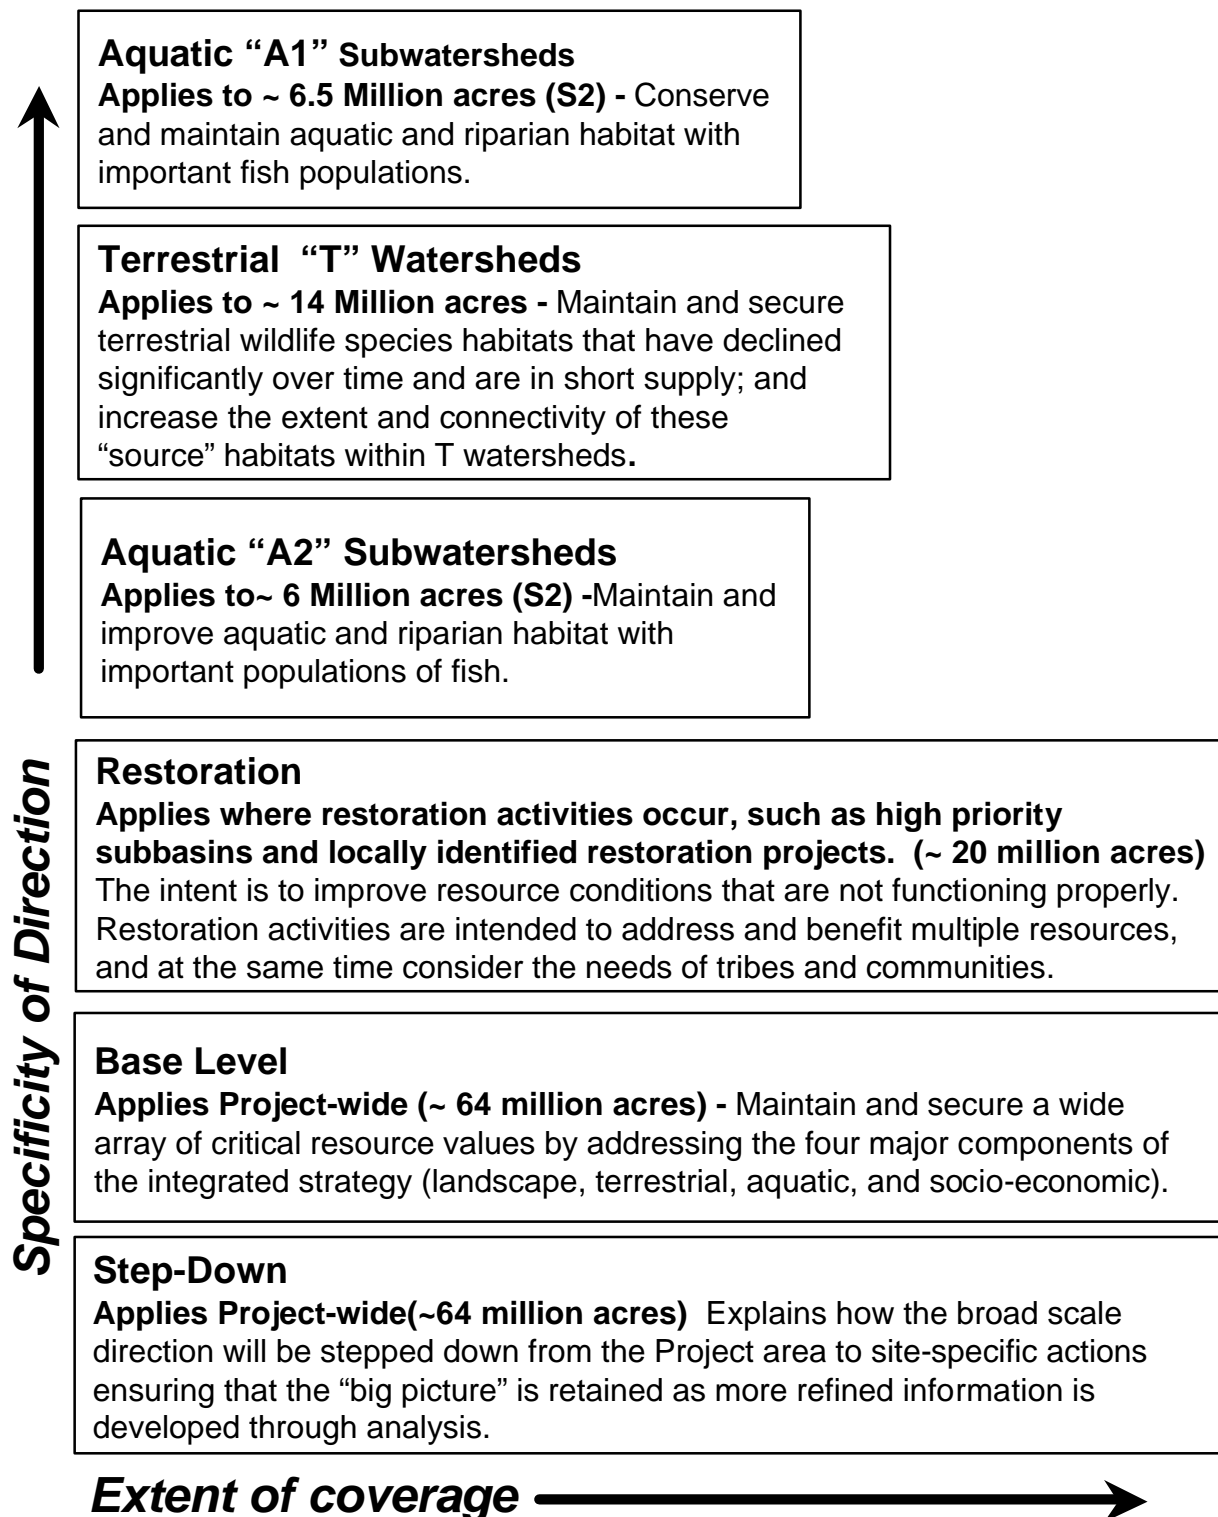 Aquatic “A1” Subwatersheds
Applies to ~ 6.5 Million acres (S2) - Conserve
and maintain aquatic and riparian habitat with
important fish populations.
Terrestrial “T” Watersheds
Applies to ~ 14 Million acres - Maintain and secure
terrestrial wildlife species habitats that have declined
significantly over time and are in short supply; and
increase the extent and connectivity of these
“source” habitats within T watersheds.
Aquatic “A2” Subwatersheds
Applies to~ 6 Million acres (S2) -Maintain and
improve aquatic and riparian habitat with
important populations of fish.
Restoration
Applies where restoration activities occur, such as high priority
subbasins and locally identified restoration projects. (~ 20 million acres)
The intent is to improve resource conditions that are not functioning properly.
Restoration activities are intended to address and benefit multiple resources,
and at the same time consider the needs of tribes and communities.
Base Level
Applies Project-wide (~ 64 million acres) - Maintain and secure a wide
array of critical resource values by addressing the four major components of
the integrated strategy (landscape, terrestrial, aquatic, and socio-economic).
Step-Down
Applies Project-wide(~64 million acres) Explains how the broad scale
direction will be stepped down from the Project area to site-specific actions
ensuring that the “big picture” is retained as more refined information is
developed through analysis.
Specificity of Direction
Extent of coverage